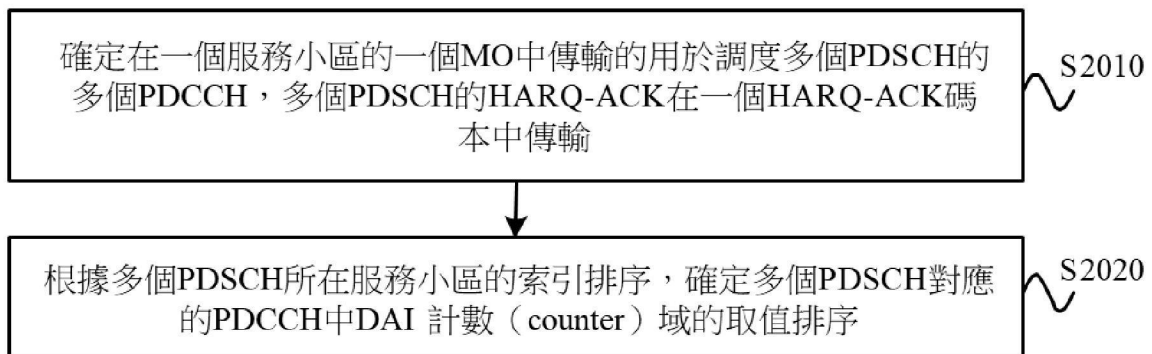 確定在一個服務小區的一個MO中傳輸的用於調度多個PDSCH的
多個PDCCH，多個PDSCH的HARQ-ACK在一個HARQ-ACK碼
本中傳輸
S2010
根據多個PDSCH所在服務小區的索引排序，確定多個PDSCH對應
的PDCCH中DAI 計數（counter）域的取值排序
S2020